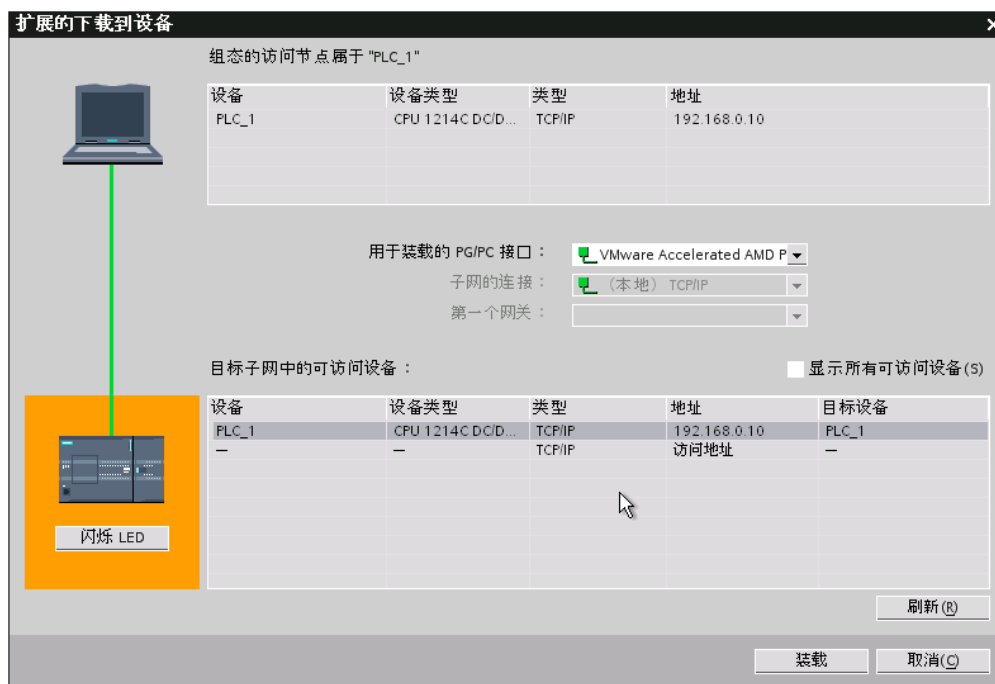 扩展的下载到设备
组态的访问节点属于 "PLC_1"
设备 设备类型 类型 地址
PLC_1 CPU 1214C DC/D... TCP/IP 192.168.0.10
用于装载的 PG/PC 接口： VMware Accelerated AMD P
子网的连接： （本地） TCP/IP
第一个网关：
目标子网中的可访问设备： 显示所有可访问设备(S)
设备 设备类型 类型 地址 目标设备
PLC_1 CPU 1214C DC/D... TCP/IP 192.168.0.10 PLC_1
— — TCP/IP 访问地址 —
闪烁 LED
刷新(R)
装载 取消(C)